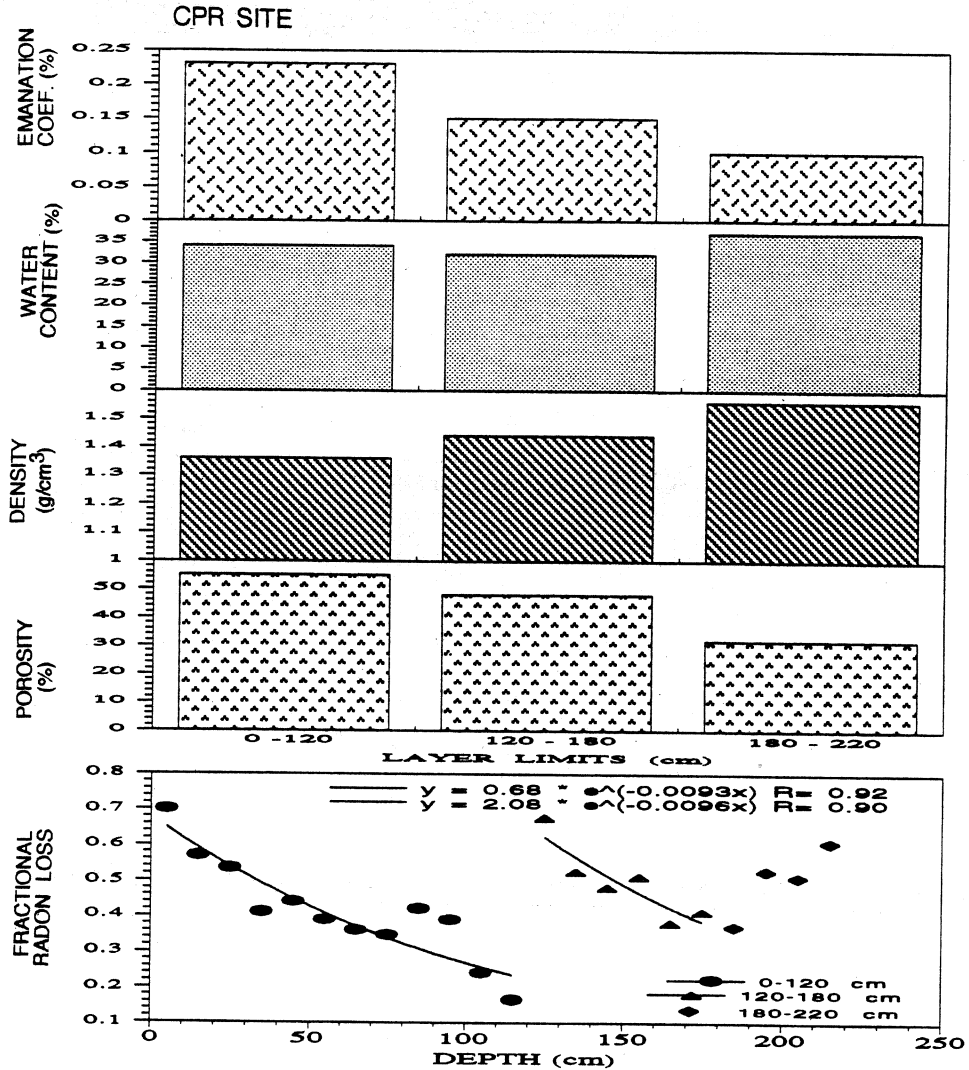 CPR SITE
EMANATION
COEF. (%)
0.25
0.2
0.15
0.1
0.05
0
WATER
CONTENT (%)
35
30
25
20
15
10
5
0
DENSITY
(g/cm³)
1.5
1.4
1.3
1.2
1.1
1
POROSITY
(%)
50
40
30
20
10
0
0-120 120-180 180-220
LAYER LIMITS (cm)
FRACTIONAL
RADON LOSS
0.8
0.7
0.6
0.5
0.4
0.3
0.2
0.1
y = 0.68 * e^(-0.0093x) R= 0.92
y = 2.08 * e^(-0.0096x) R= 0.90
0-120 cm
120-180 cm
180-220 cm
0 50 100 150 200 250
DEPTH (cm)